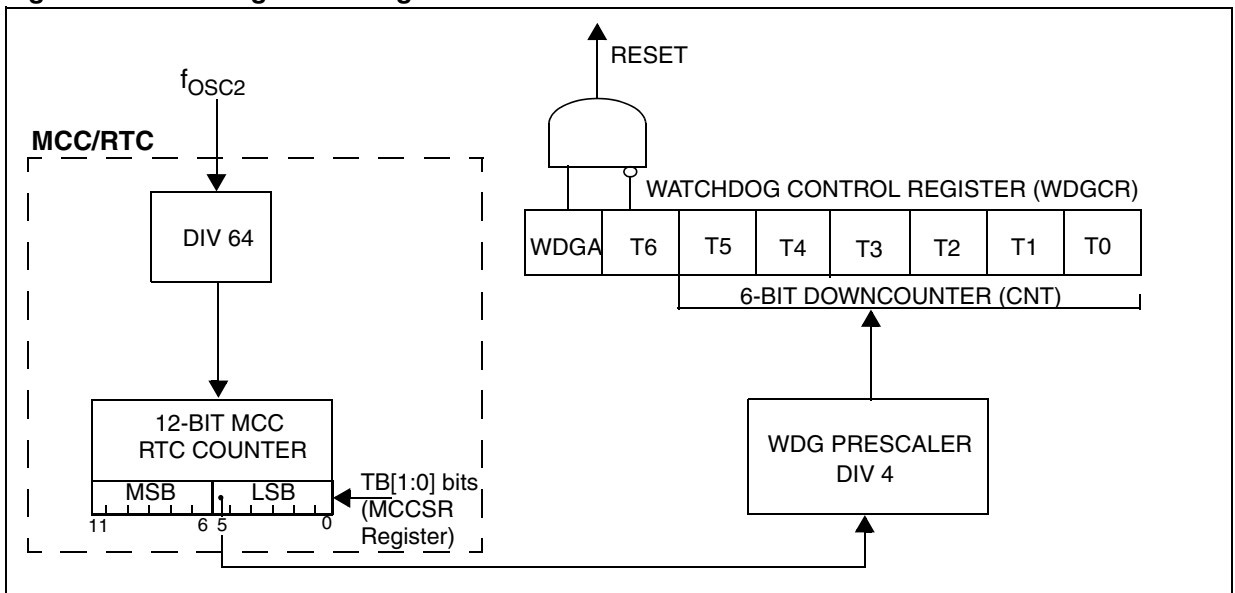 RESET
fOSC2
MCC/RTC
WATCHDOG CONTROL REGISTER (WDGCR)
DIV 64
WDGA T6 T5 T4 T3 T2 T1 T0
6-BIT DOWNCOUNTER (CNT)
12-BIT MCC
RTC COUNTER
MSB LSB
11 6 5 0
TB[1:0] bits
(MCCSR
Register)
WDG PRESCALER
DIV 4